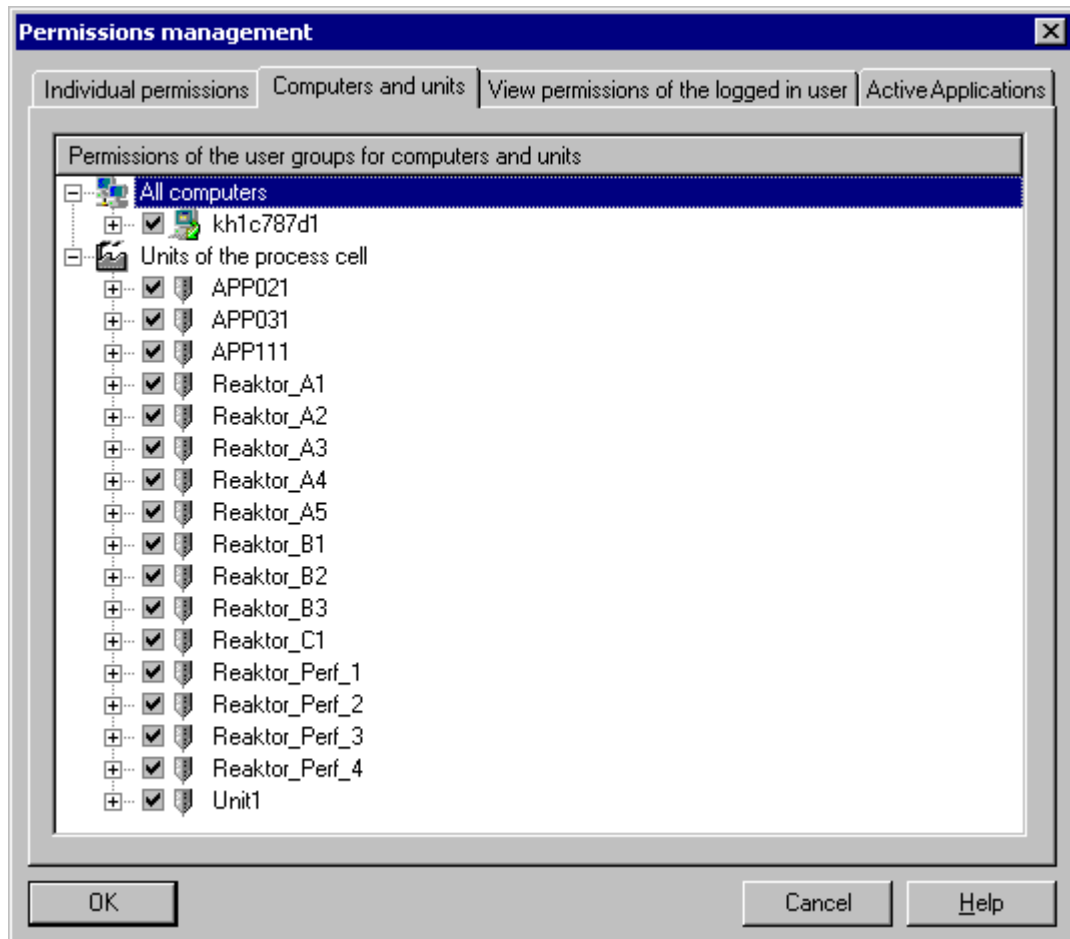 Permissions management
Individual permissions Computers and units View permissions of the logged in user Active Applications
Permissions of the user groups for computers and units
All computers
kh1c787d1
Units of the process cell
APP021
APP031
APP111
Reaktor_A1
Reaktor_A2
Reaktor_A3
Reaktor_A4
Reaktor_A5
Reaktor_B1
Reaktor_B2
Reaktor_B3
Reaktor_C1
Reaktor_Perf_1
Reaktor_Perf_2
Reaktor_Perf_3
Reaktor_Perf_4
Unit1
OK Cancel Help